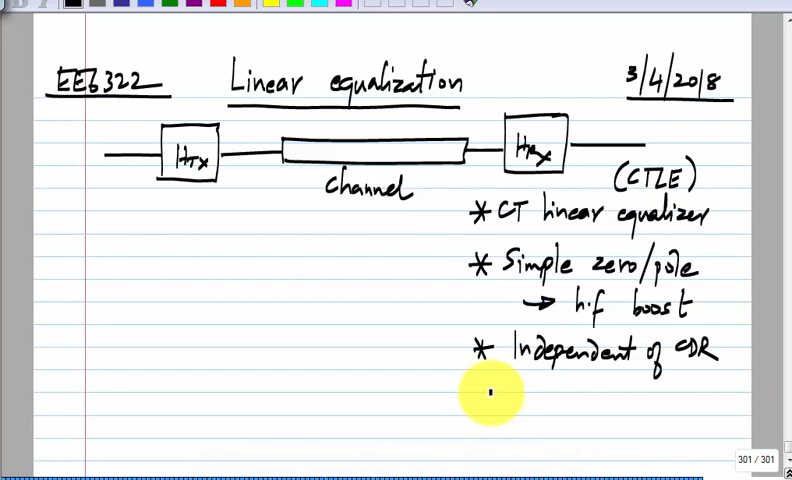 EE6322 Linear equalization 3/4/2018
HTX HRX
channel (CTLE)
* CT linear equalizer
* Simple zero/pole
→ h.f boost
* Independent of CDR
301 / 301